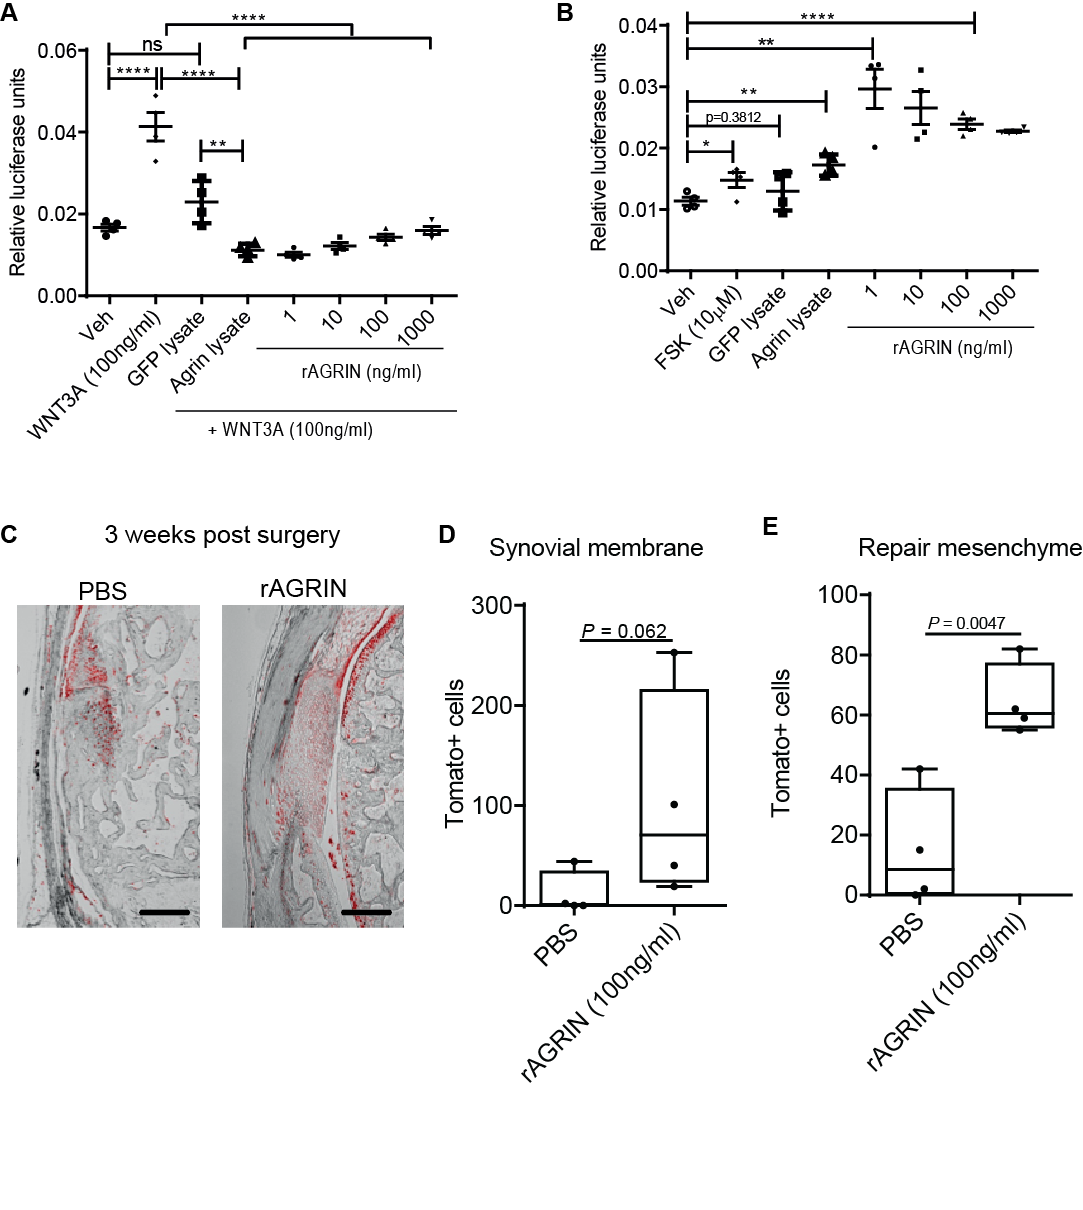 A
****
ns
****
****
**
Relative luciferase units
0.06
0.04
0.02
0.00
Veh
WNT3A (100ng/ml)
GFP lysate
Agrin lysate
1
10
100
1000
rAGRIN (ng/ml)
+ WNT3A (100ng/ml)
B
****
**
**
p=0.3812
*
Relative luciferase units
0.04
0.03
0.02
0.01
0.00
Veh
FSK (10µM)
GFP lysate
Agrin lysate
1
10
100
1000
rAGRIN (ng/ml)
C
3 weeks post surgery
PBS
rAGRIN
D
Synovial membrane
P = 0.062
Tomato+ cells
300
200
100
0
PBS
rAGRIN (100ng/ml)
E
Repair mesenchyme
P = 0.0047
Tomato+ cells
100
80
60
40
20
0
PBS
rAGRIN (100ng/ml)